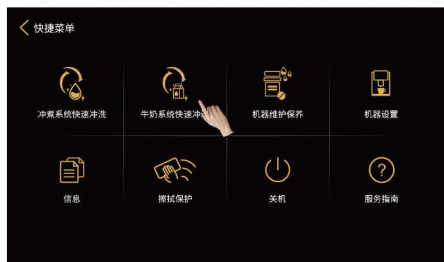 快捷菜单
冲煮系统快速冲洗
牛奶系统快速冲
机器维护保养
机器设置
信息
擦拭保护
关机
服务指南